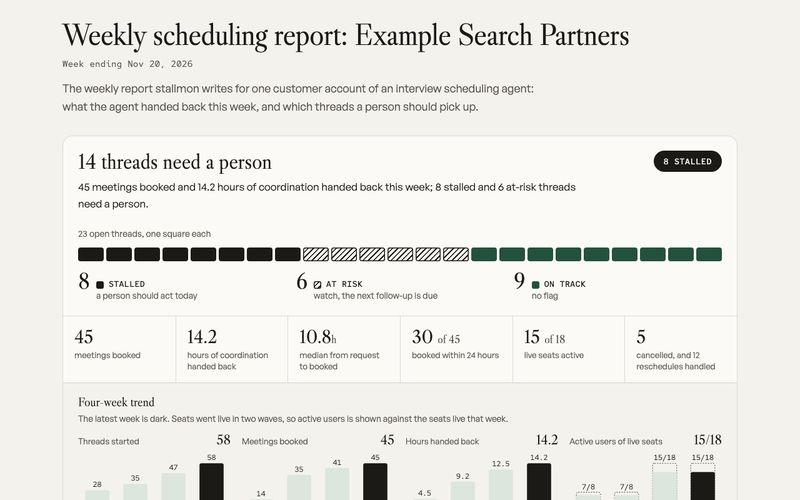 Weekly scheduling report: Example Search Partners
Week ending Nov 20, 2026
The weekly report stallmon writes for one customer account of an interview scheduling agent:
what the agent handed back this week, and which threads a person should pick up.
14 threads need a person
8 STALLED
45 meetings booked and 14.2 hours of coordination handed back this week; 8 stalled and 6 at-risk threads
need a person.
23 open threads, one square each
8 STALLED
a person should act today
6 AT RISK
watch, the next follow-up is due
9 ON TRACK
no flag
45
meetings booked
14.2
hours of coordination
handed back
10.8h
median from request
to booked
30 of 45
booked within 24 hours
15 of 18
live seats active
5
cancelled, and 12
reschedules handled
Four-week trend
The latest week is dark. Seats went live in two waves, so active users is shown against the seats live that week.
Threads started 58
28 35 47 58
Meetings booked 45
14 35 41 45
Hours handed back 14.2
4.5 9.2 12.5 14.2
Active users of live seats 15/18
7/8 7/8 15/18 15/18